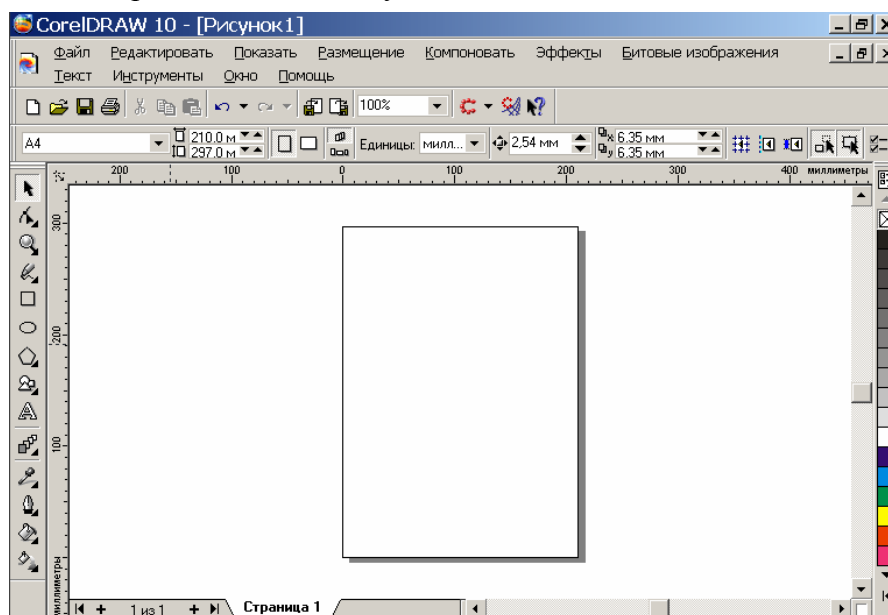 CorelDRAW 10 - [Рисунок1]
Файл Редактировать Показать Размещение Компоновать Эффекты Битовые изображения
Текст Инструменты Окно Помощь
100%
A4 210.0 м Единицы: милл... 2,54 мм 6.35 мм
297.0 м 6.35 мм
200 100 0 100 200 300 400 миллиметры
300
200
100
миллиметры
1 из 1 Страница 1